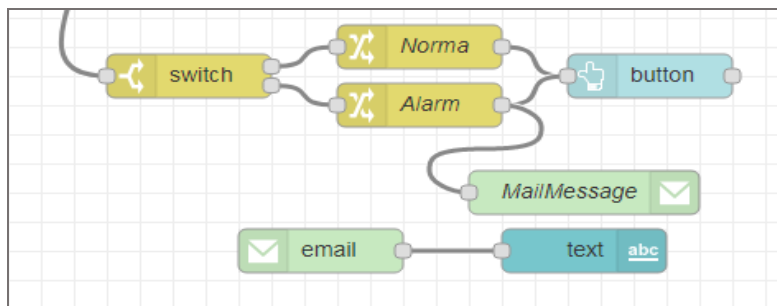 Norma
switch
button
Alarm
MailMessage
email
text abc